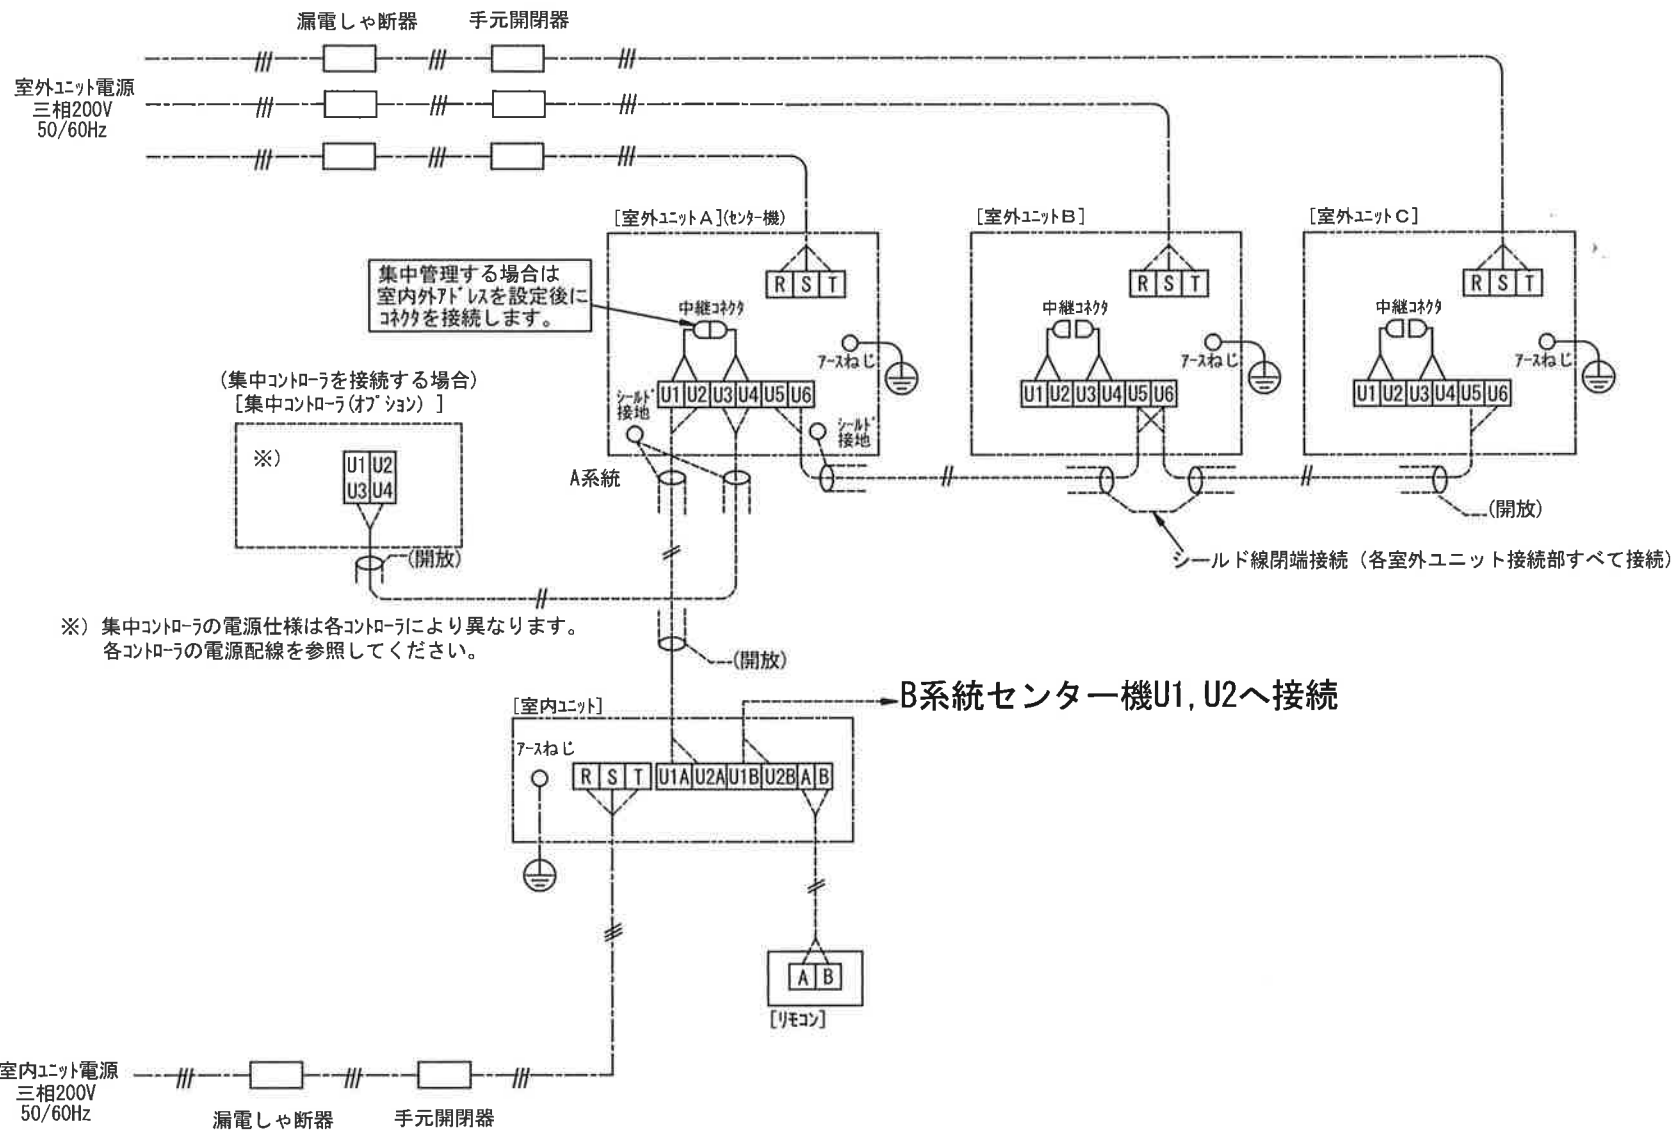 漏電しゃ断器
手元開閉器
室外ﾕﾆｯﾄ電源
三相200V
50/60Hz
[室外ﾕﾆｯﾄA](ｾﾝﾀｰ機)
[室外ﾕﾆｯﾄB]
[室外ﾕﾆｯﾄC]
R S T
R S T
R S T
集中管理する場合は
室内外ｱﾄﾞﾚｽを設定後に
ｺﾈｸﾀを接続します。
中継ｺﾈｸﾀ
中継ｺﾈｸﾀ
中継ｺﾈｸﾀ
ｱｰｽねじ
ｱｰｽねじ
ｱｰｽねじ
(集中ｺﾝﾄﾛｰﾗを接続する場合)
[集中ｺﾝﾄﾛｰﾗ(ｵﾌﾟｼｮﾝ) ]
U1 U2 U3 U4 U5 U6
U1 U2 U3 U4 U5 U6
U1 U2 U3 U4 U5 U6
ｼｰﾙﾄﾞ
接地
ｼｰﾙﾄﾞ
接地
※)
U1 U2
U3 U4
A系統
(開放)
(開放)
シールド線閉端接続（各室外ユニット接続部すべて接続)
※) 集中ｺﾝﾄﾛｰﾗの電源仕様は各ｺﾝﾄﾛｰﾗにより異なります。
各ｺﾝﾄﾛｰﾗの電源配線を参照してください。
(開放)
B系統センター機U1,U2へ接続
[室内ﾕﾆｯﾄ]
ｱｰｽねじ
R S T U1A U2A U1B U2B A B
A B
[ﾘﾓｺﾝ]
室内ﾕﾆｯﾄ電源
三相200V
50/60Hz
漏電しゃ断器
手元開閉器